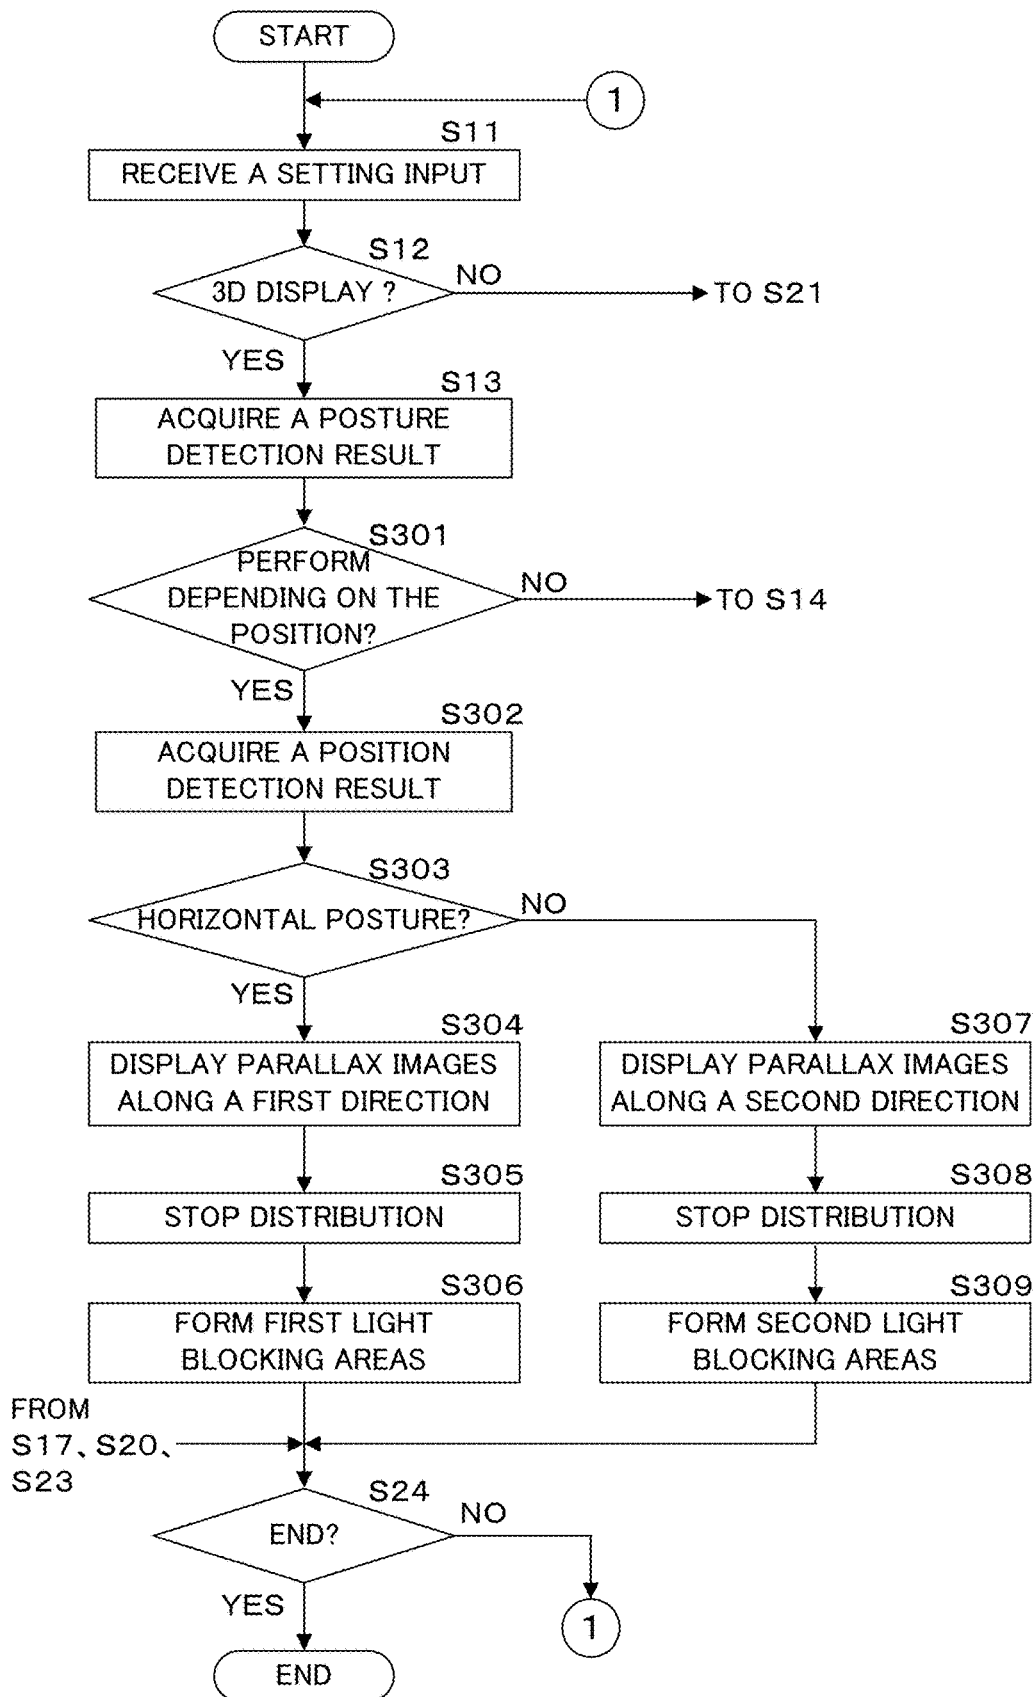 START
1
S11
RECEIVE A SETTING INPUT
S12
3D DISPLAY ?
NO
TO S21
YES
S13
ACQUIRE A POSTURE
DETECTION RESULT
S301
PERFORM
DEPENDING ON THE
POSITION?
NO
TO S14
YES
S302
ACQUIRE A POSITION
DETECTION RESULT
S303
HORIZONTAL POSTURE?
NO
YES
S304
DISPLAY PARALLAX IMAGES
ALONG A FIRST DIRECTION
S307
DISPLAY PARALLAX IMAGES
ALONG A SECOND DIRECTION
S305
STOP DISTRIBUTION
S308
STOP DISTRIBUTION
S306
FORM FIRST LIGHT
BLOCKING AREAS
S309
FORM SECOND LIGHT
BLOCKING AREAS
FROM
S17、S20、
S23
S24
END?
NO
1
YES
END